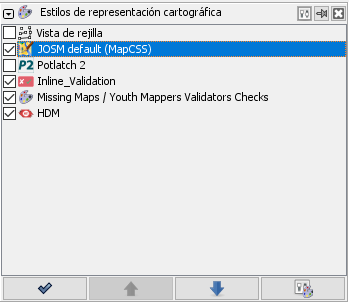 Estilos de representación cartográfica
Vista de rejilla
JOSM default (MapCSS)
P2 Potlatch 2
Inline_Validation
Missing Maps / Youth Mappers Validators Checks
HDM